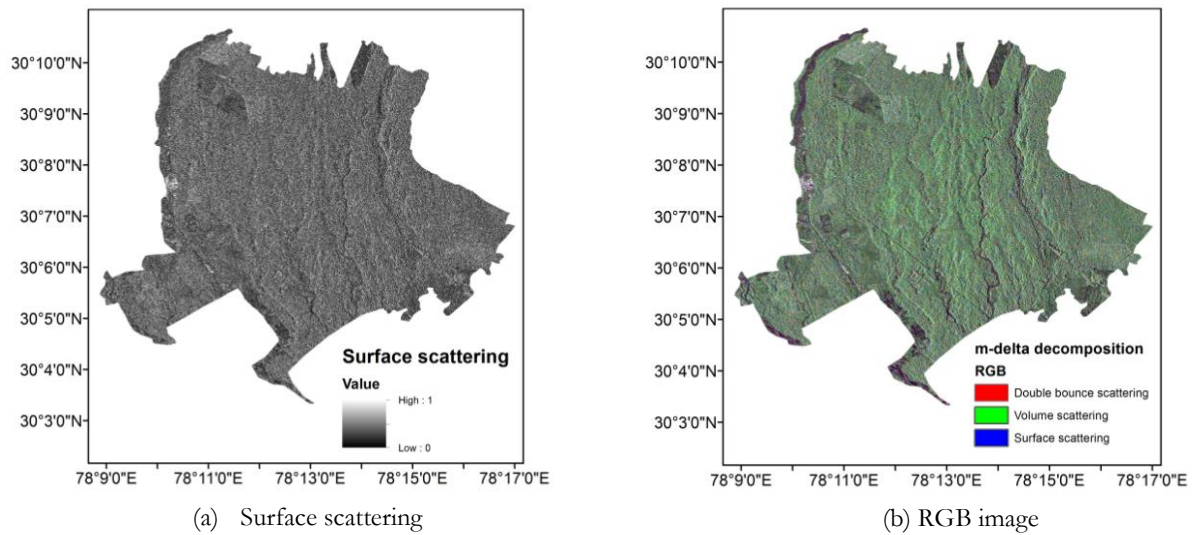 30°10'0"N
30°9'0"N
30°8'0"N
30°7'0"N
30°6'0"N
30°5'0"N
30°4'0"N
30°3'0"N
Surface scattering
Value
High : 1
Low : 0
78°9'0"E 78°11'0"E 78°13'0"E 78°15'0"E 78°17'0"E
(a) Surface scattering
30°10'0"N
30°9'0"N
30°8'0"N
30°7'0"N
30°6'0"N
30°5'0"N
30°4'0"N
30°3'0"N
m-delta decomposition
RGB
Double bounce scattering
Volume scattering
Surface scattering
78°9'0"E 78°11'0"E 78°13'0"E 78°15'0"E 78°17'0"E
(b) RGB image